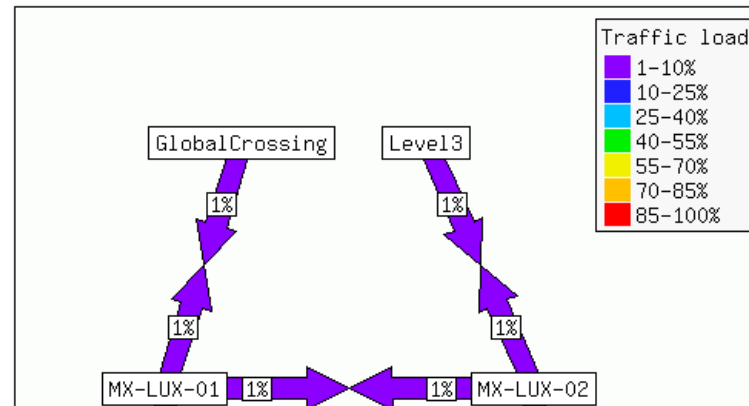 Traffic load
1-10%
10-25%
25-40%
40-55%
55-70%
70-85%
85-100%
GlobalCrossing
Level3
1%
1%
1%
1%
MX-LUX-01
1%
1%
MX-LUX-02